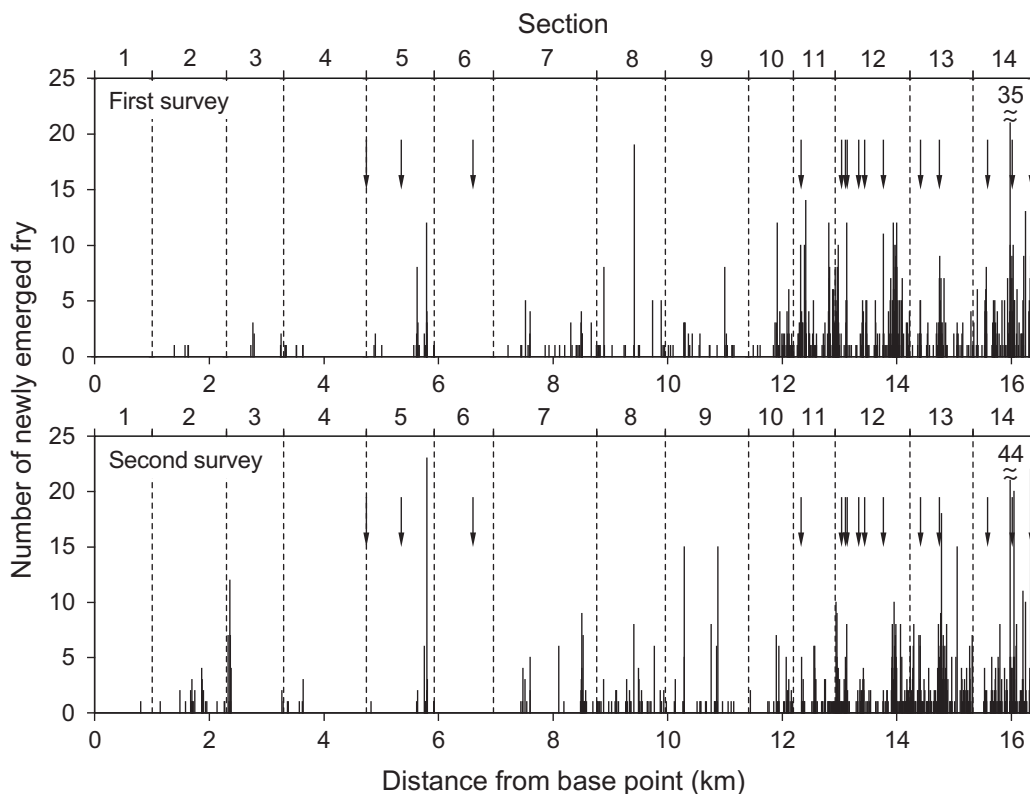 Section
1 2 3 4 5 6 7 8 9 10 11 12 13 14
25
First survey
35
≈
20
15
10
5
0
0 2 4 6 8 10 12 14 16
Number of newly emerged fry
1 2 3 4 5 6 7 8 9 10 11 12 13 14
25
Second survey
44
≈
20
15
10
5
0
0 2 4 6 8 10 12 14 16
Distance from base point (km)